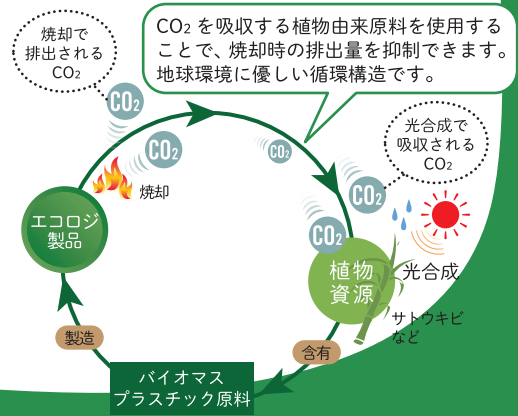 焼却で
排出される
CO2
CO2 を吸収する植物由来原料を使用する
ことで、焼却時の排出量を抑制できます。
地球環境に優しい循環構造です。
CO2
CO2
CO2
光合成で
吸収される
CO2
CO2
CO2
焼却
エコロジ
製品
植物
資源
光合成
サトウキビ
など
製造
含有
バイオマス
プラスチック原料